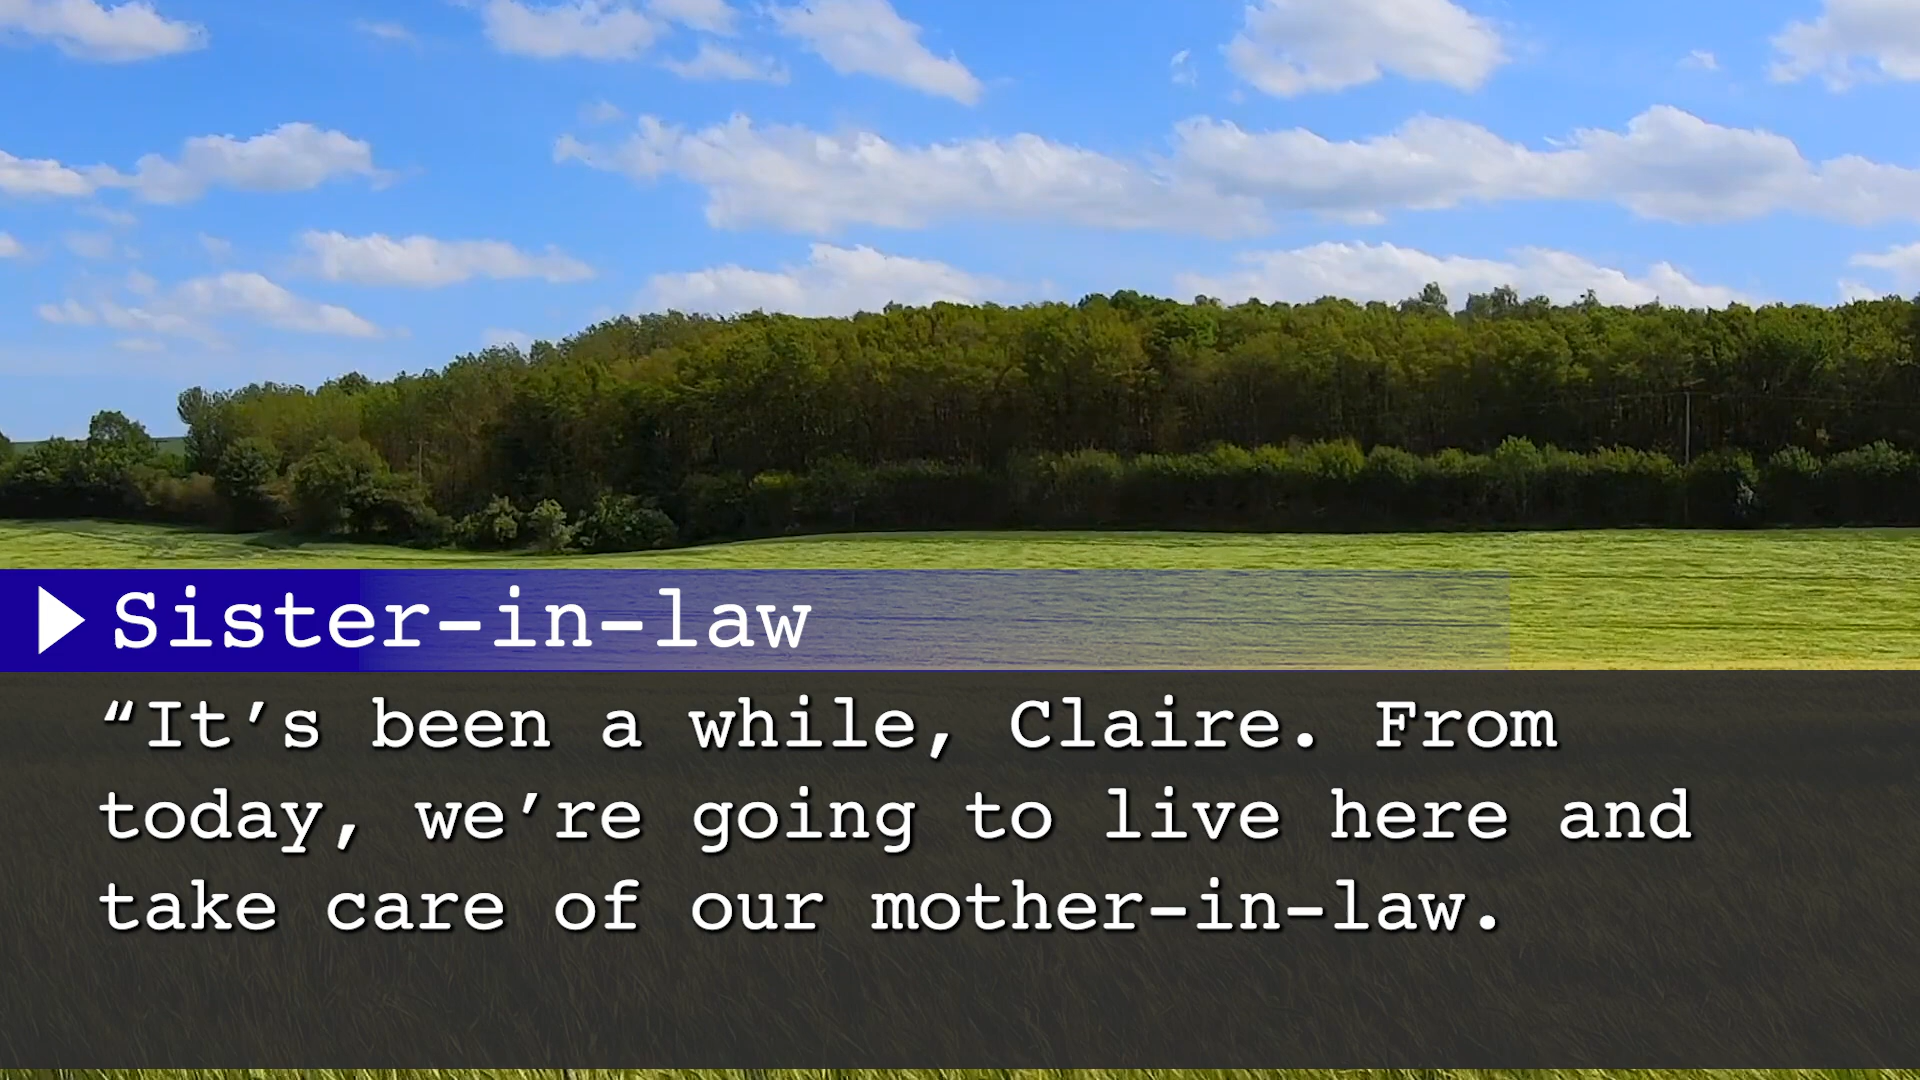 Sister-in-law
“It’s been a while, Claire. From
today, we’re going to live here and
take care of our mother-in-law.